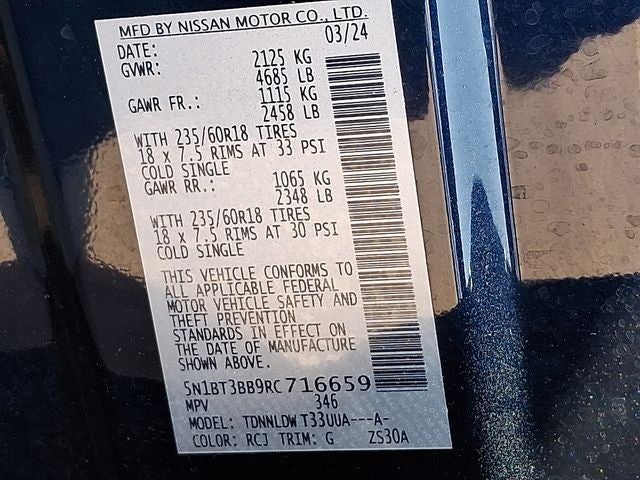 MFD BY NISSAN MOTOR CO., LTD.
DATE: 03/24
GVWR: 2125 KG
4685 LB
GAWR FR.: 1115 KG
2458 LB
WITH 235/60R18 TIRES
18 x 7.5 RIMS AT 33 PSI
COLD SINGLE
GAWR RR.: 1065 KG
2348 LB
WITH 235/60R18 TIRES
18 x 7.5 RIMS AT 30 PSI
COLD SINGLE
THIS VEHICLE CONFORMS TO
ALL APPLICABLE FEDERAL
MOTOR VEHICLE SAFETY AND
THEFT PREVENTION
STANDARDS IN EFFECT ON
THE DATE OF MANUFACTURE
SHOWN ABOVE.
5N1BT3BB9RC716659
MPV 346
MODEL: TDNNLDW T33UUA---A-
COLOR: RCJ TRIM: G ZS30A